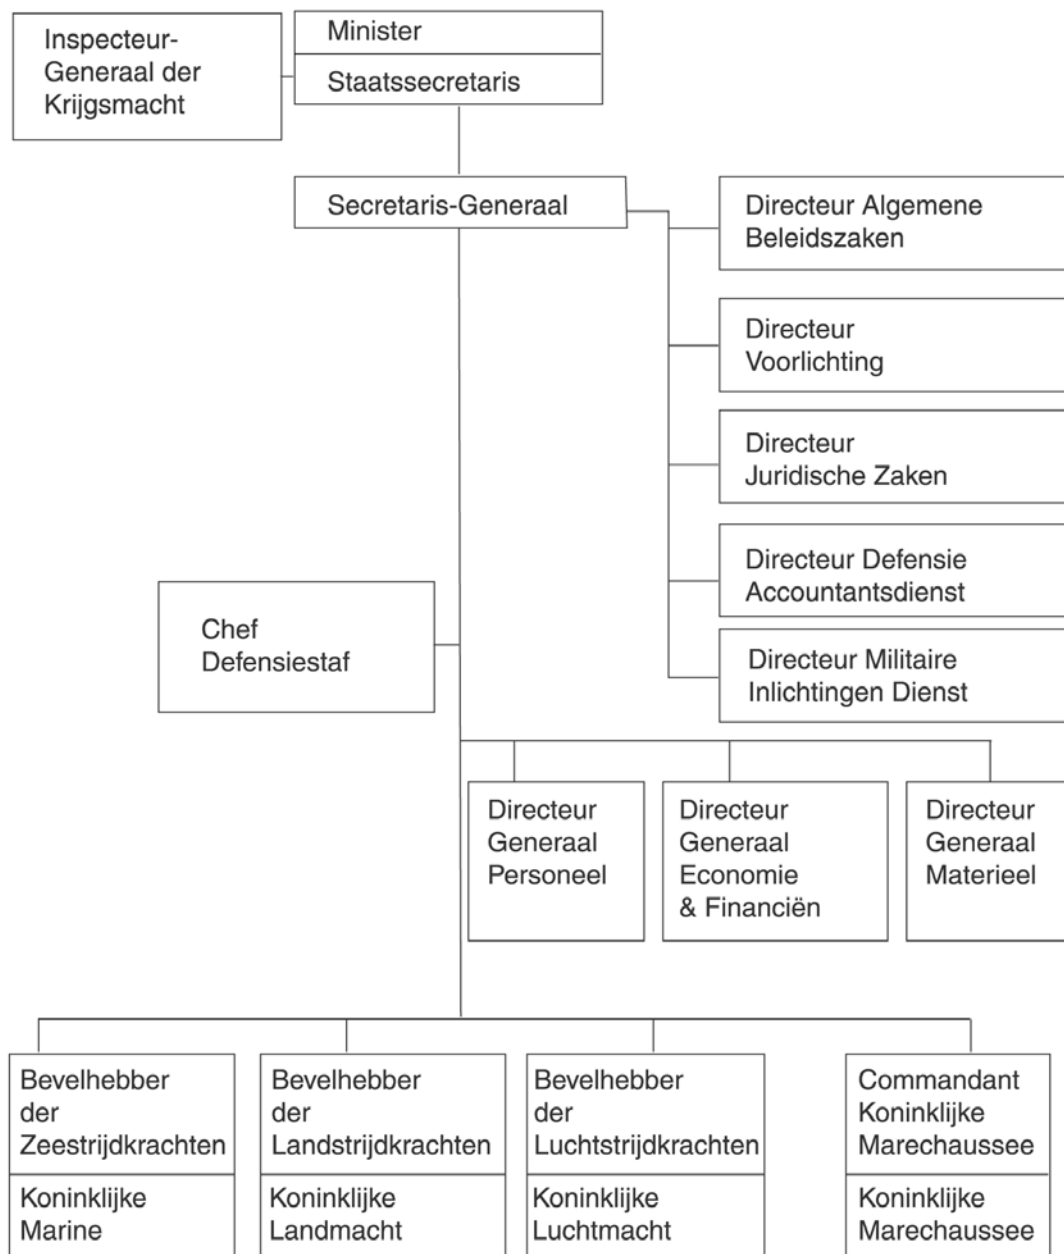 Inspecteur-
Generaal der
Krijgsmacht
Minister
Staatssecretaris
Secretaris-Generaal
Directeur Algemene
Beleidszaken
Directeur
Voorlichting
Directeur
Juridische Zaken
Directeur Defensie
Accountantsdienst
Directeur Militaire
Inlichtingen Dienst
Chef
Defensiestaf
Directeur
Generaal
Personeel
Directeur
Generaal
Economie
& Financiën
Directeur
Generaal
Materieel
Bevelhebber
der
Zeestrijdkrachten
Koninklijke
Marine
Bevelhebber
der
Landstrijdkrachten
Koninklijke
Landmacht
Bevelhebber
der
Luchtstrijdkrachten
Koninklijke
Luchtmacht
Commandant
Koninklijke
Marechaussee
Koninklijke
Marechaussee